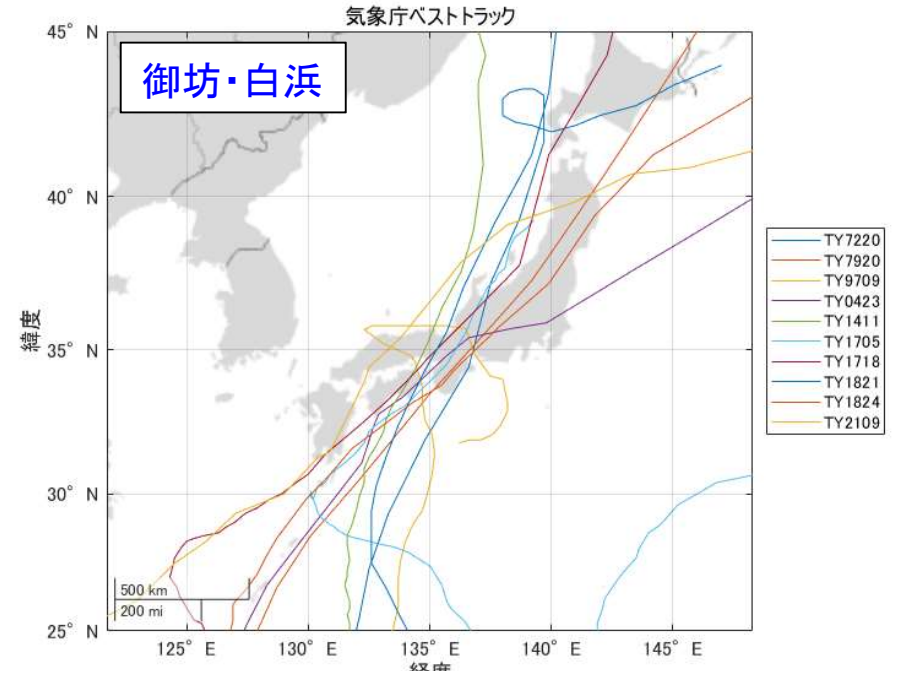 気象庁ベストトラック
御坊・白浜
45° N
40° N
35° N
30° N
25° N
緯度
500 km
200 mi
125° E
130° E
135° E
140° E
145° E
経度
TY7220
TY7920
TY9709
TY0423
TY1411
TY1705
TY1718
TY1821
TY1824
TY2109